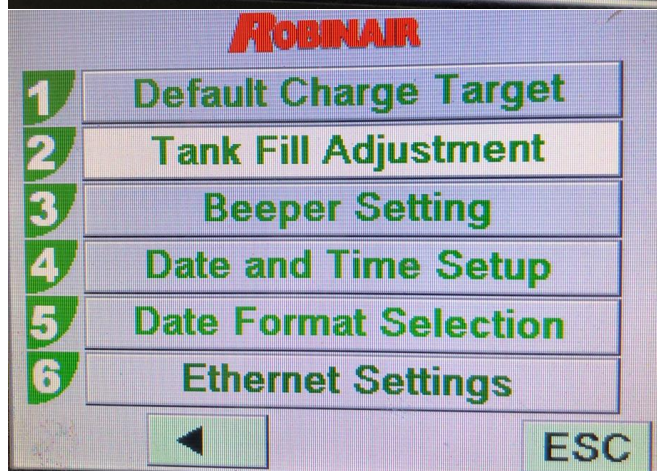 ROBINAIR
1 Default Charge Target
2 Tank Fill Adjustment
3 Beeper Setting
4 Date and Time Setup
5 Date Format Selection
6 Ethernet Settings
ESC